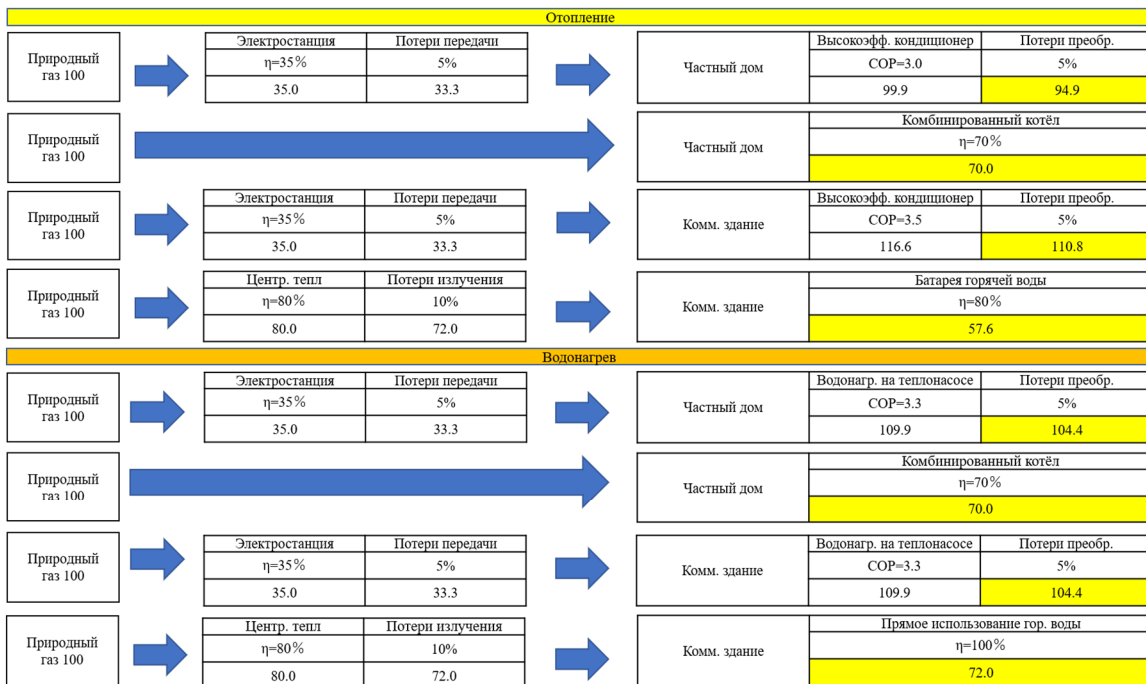 Отопление
Природный
газ 100
Электростанция Потери передачи
η=35% 5%
35.0 33.3
Частный дом
Высокоэфф. кондиционер Потери преобр.
COP=3.0 5%
99.9 94.9
Природный
газ 100
Частный дом
Комбинированный котёл
η=70%
70.0
Природный
газ 100
Электростанция Потери передачи
η=35% 5%
35.0 33.3
Комм. здание
Высокоэфф. кондиционер Потери преобр.
COP=3.5 5%
116.6 110.8
Природный
газ 100
Центр. тепл Потери излучения
η=80% 10%
80.0 72.0
Комм. здание
Батарея горячей воды
η=80%
57.6
Водонагрев
Природный
газ 100
Электростанция Потери передачи
η=35% 5%
35.0 33.3
Частный дом
Водонагр. на теплонасосе Потери преобр.
COP=3.3 5%
109.9 104.4
Природный
газ 100
Частный дом
Комбинированный котёл
η=70%
70.0
Природный
газ 100
Электростанция Потери передачи
η=35% 5%
35.0 33.3
Комм. здание
Водонагр. на теплонасосе Потери преобр.
COP=3.3 5%
109.9 104.4
Природный
газ 100
Центр. тепл Потери излучения
η=80% 10%
80.0 72.0
Комм. здание
Прямое использование гор. воды
η=100%
72.0